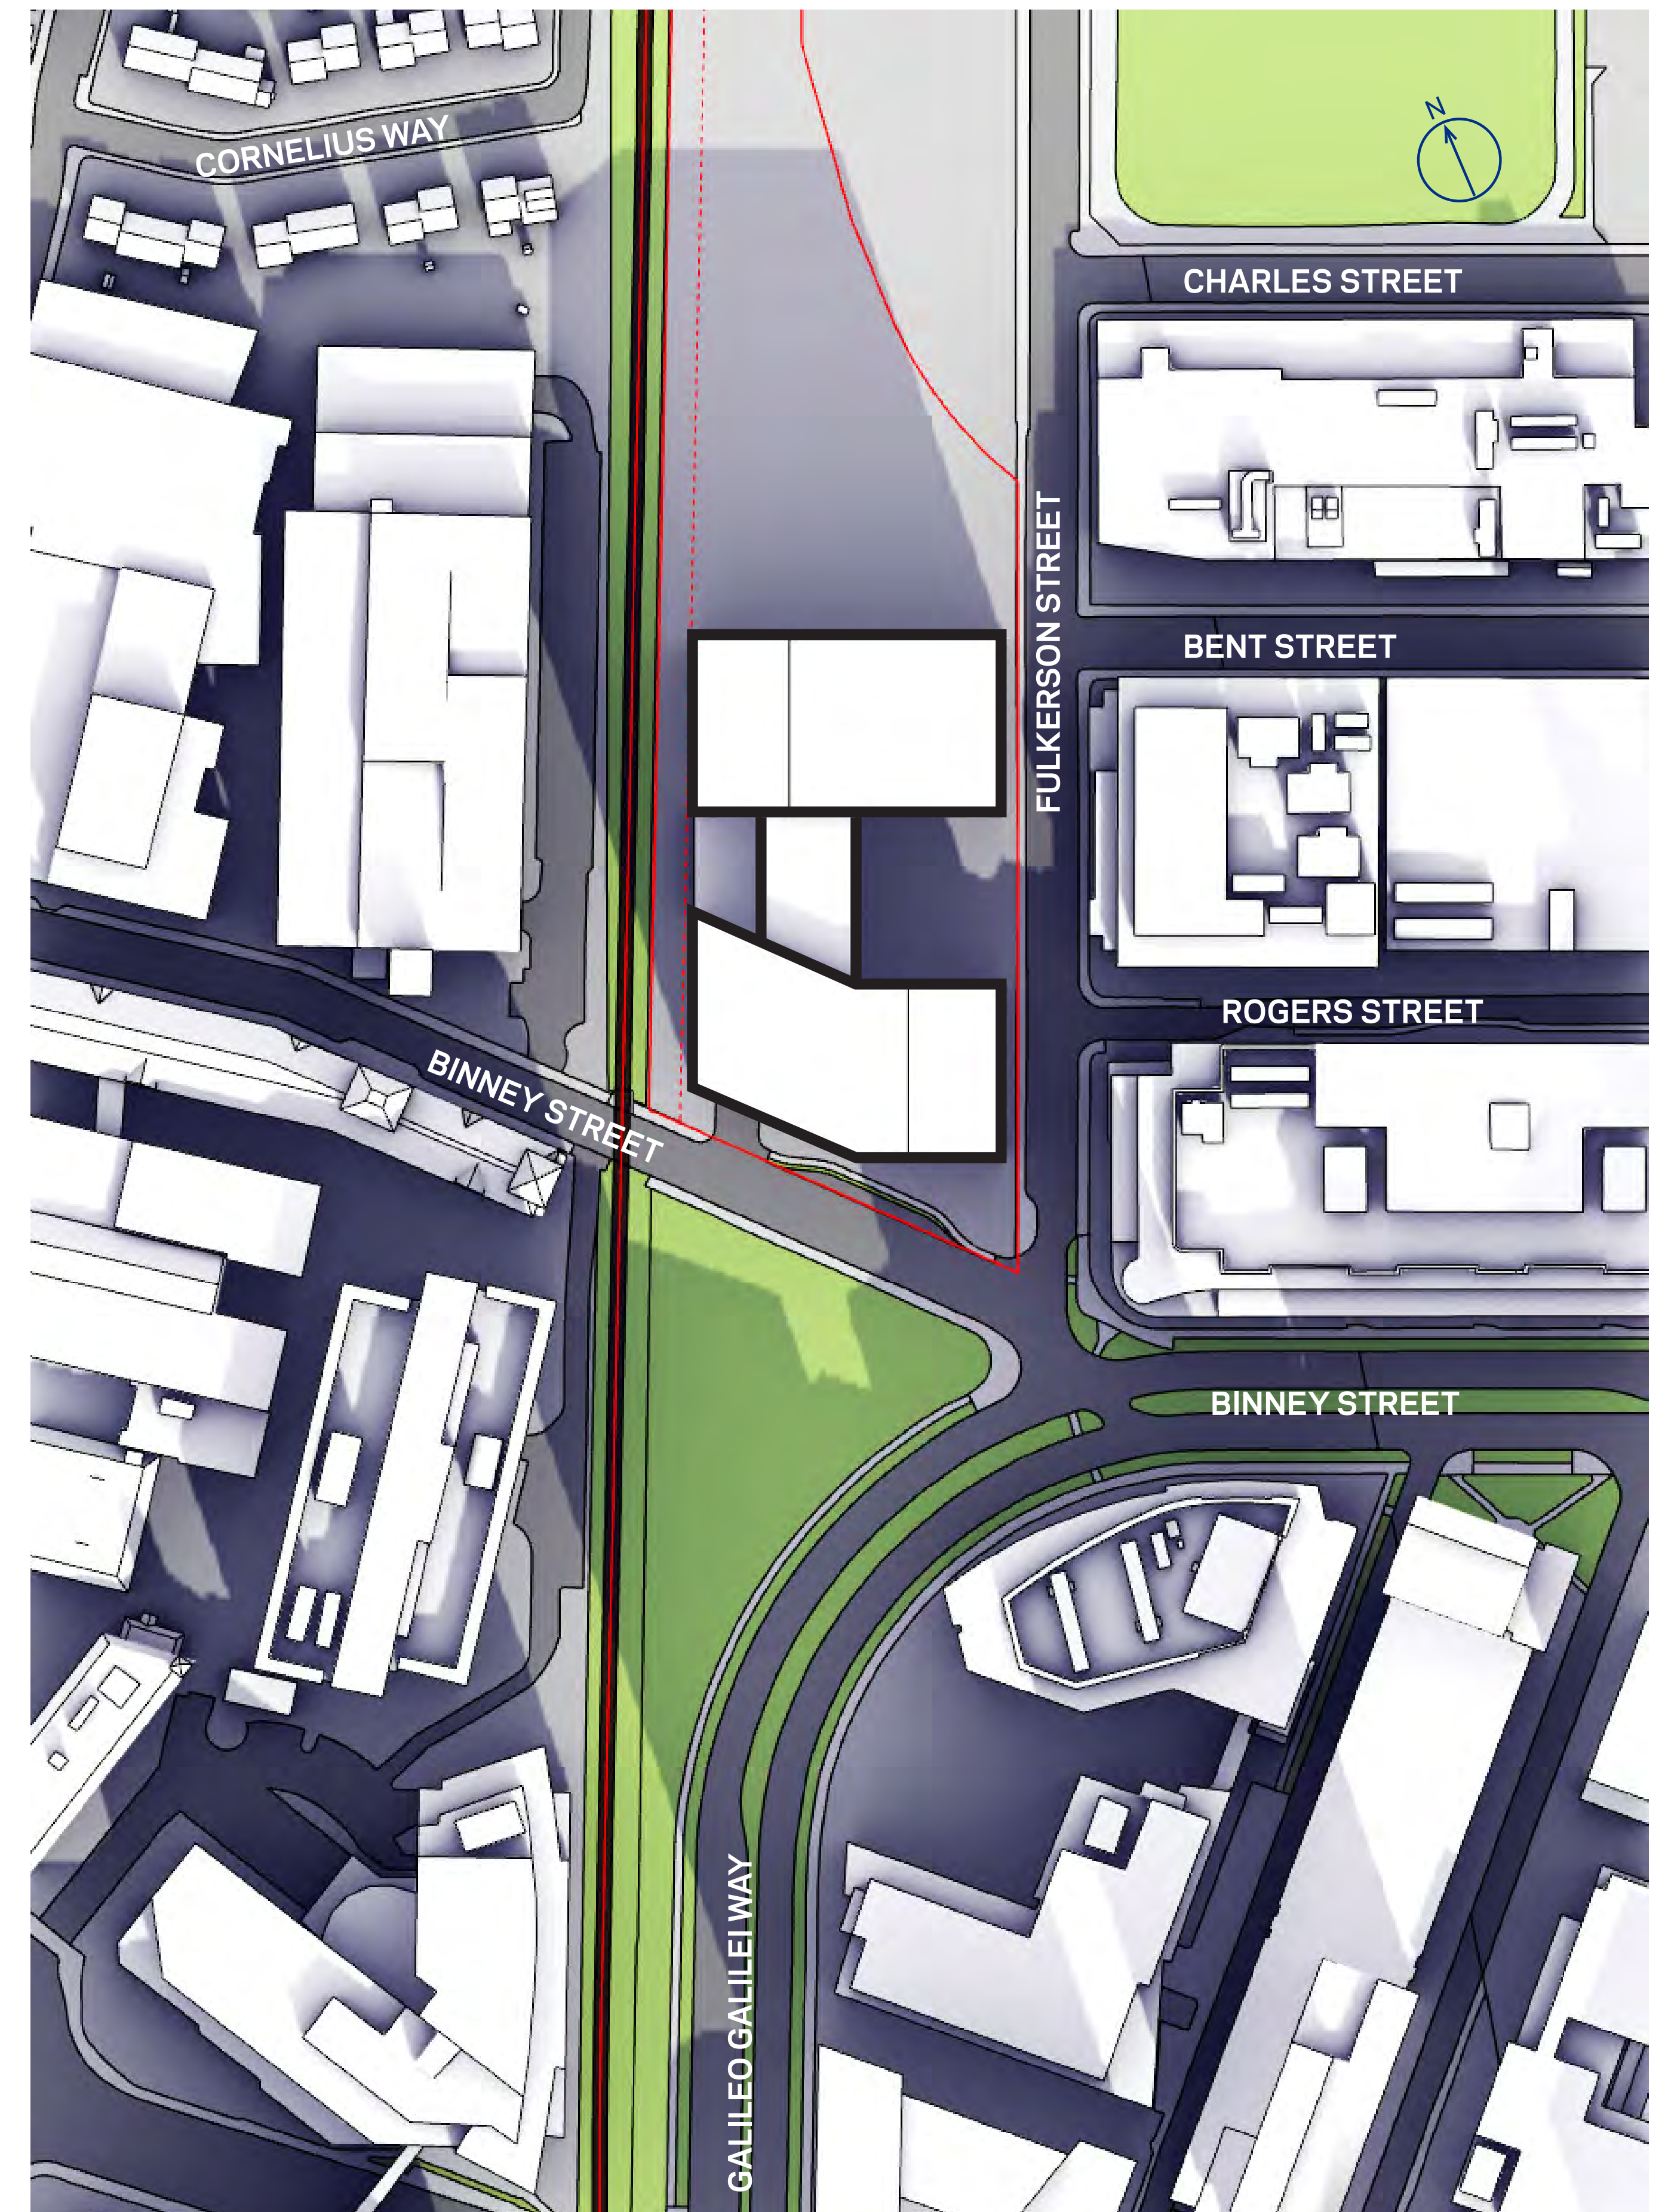 N
CORNELIUS WAY
CHARLES STREET
FULKERSON STREET
BENT STREET
ROGERS STREET
BINNEY STREET
BINNEY STREET
GALILEO GALILEI WAY